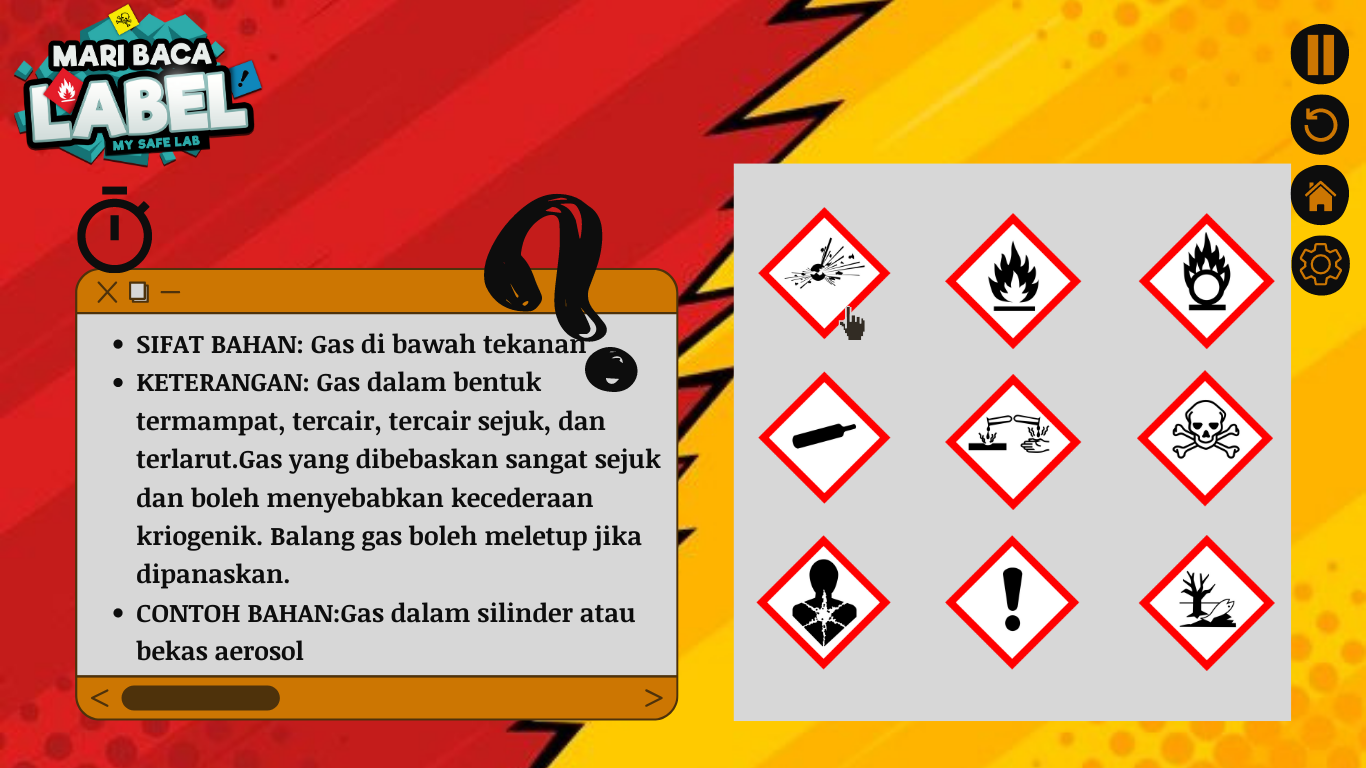 MARI BACA
LABEL
MY SAFE LAB
• SIFAT BAHAN: Gas di bawah tekanan
• KETERANGAN: Gas dalam bentuk
termampat, tercair, tercair sejuk, dan
terlarut.Gas yang dibebaskan sangat sejuk
dan boleh menyebabkan kecederaan
kriogenik. Balang gas boleh meletup jika
dipanaskan.
• CONTOH BAHAN:Gas dalam silinder atau
bekas aerosol